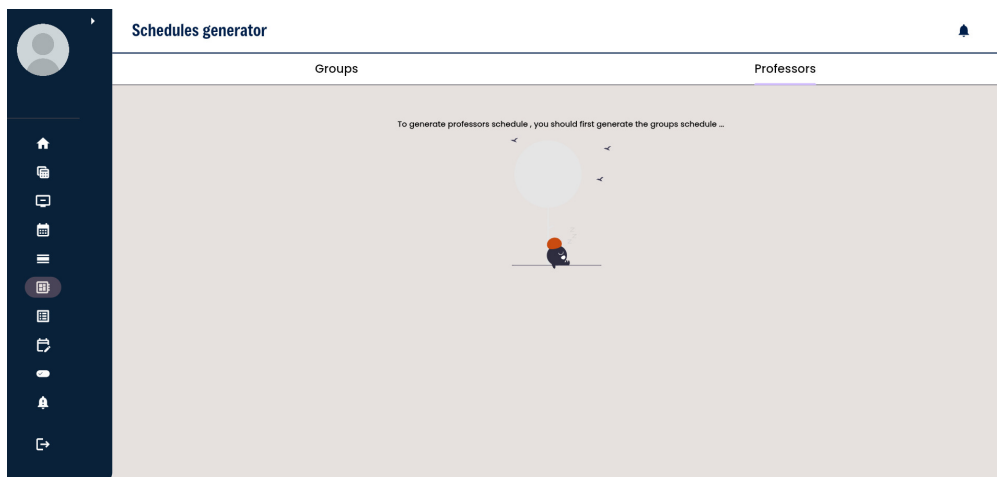 Schedules generator
Groups
Professors
To generate professors schedule , you should first generate the groups schedule ...